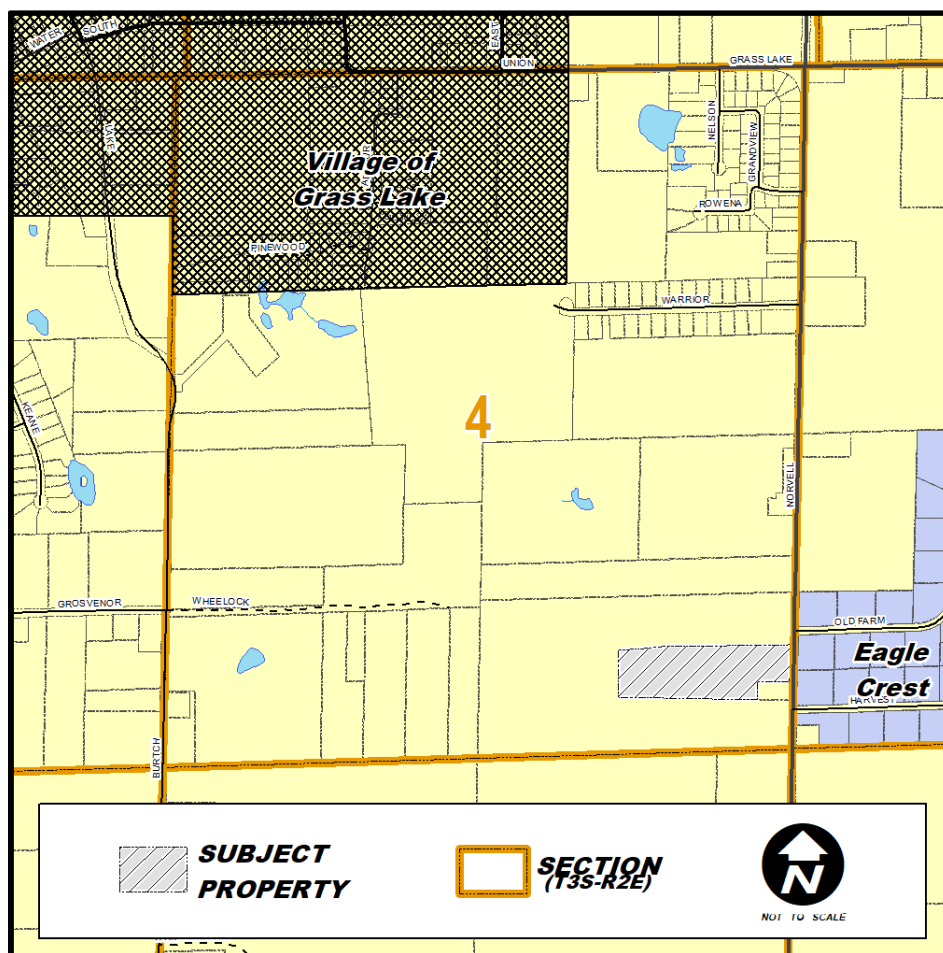 WATER
SOUTH
EAST
UNION
GRASS LAKE
LAKE
NELSON
GRANDVIEW
Village of
Grass Lake
ROWENA
PINEWOOD
WARRIOR
KEANE
4
NORVELL
GROSVENOR
WHEELOCK
OLD FARM
Eagle
Crest
HARVEST
BURTCH
SUBJECT
PROPERTY
SECTION
(T3S-R2E)
N
NOT TO SCALE